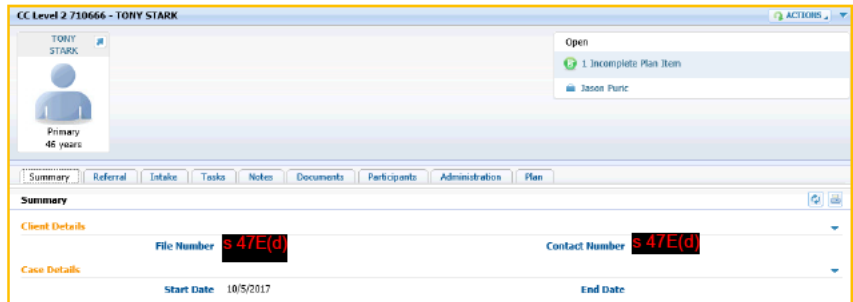 CC Level 2 710666 - TONY STARK
ACTIONS
TONY STARK
Primary
46 years
Open
1 Incomplete Plan Item
Jason Puric
Summary Referral Intake Tasks Notes Documents Participants Administration Plan
Summary
Client Details
File Number s 47E(d) Contact Number s 47E(d)
Case Details
Start Date 10/5/2017 End Date